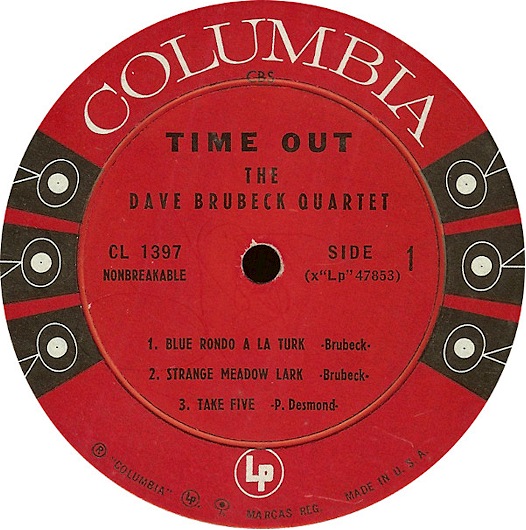 COLUMBIA
CBS
TIME OUT
THE
DAVE BRUBECK QUARTET
CL 1397
NONBREAKABLE
SIDE 1
(x"Lp" 47853)
1. BLUE RONDO A LA TURK -Brubeck-
2. STRANGE MEADOW LARK -Brubeck-
3. TAKE FIVE -P. Desmond-
Lp
® "COLUMBIA" Lp MARCAS REG. MADE IN U. S. A.